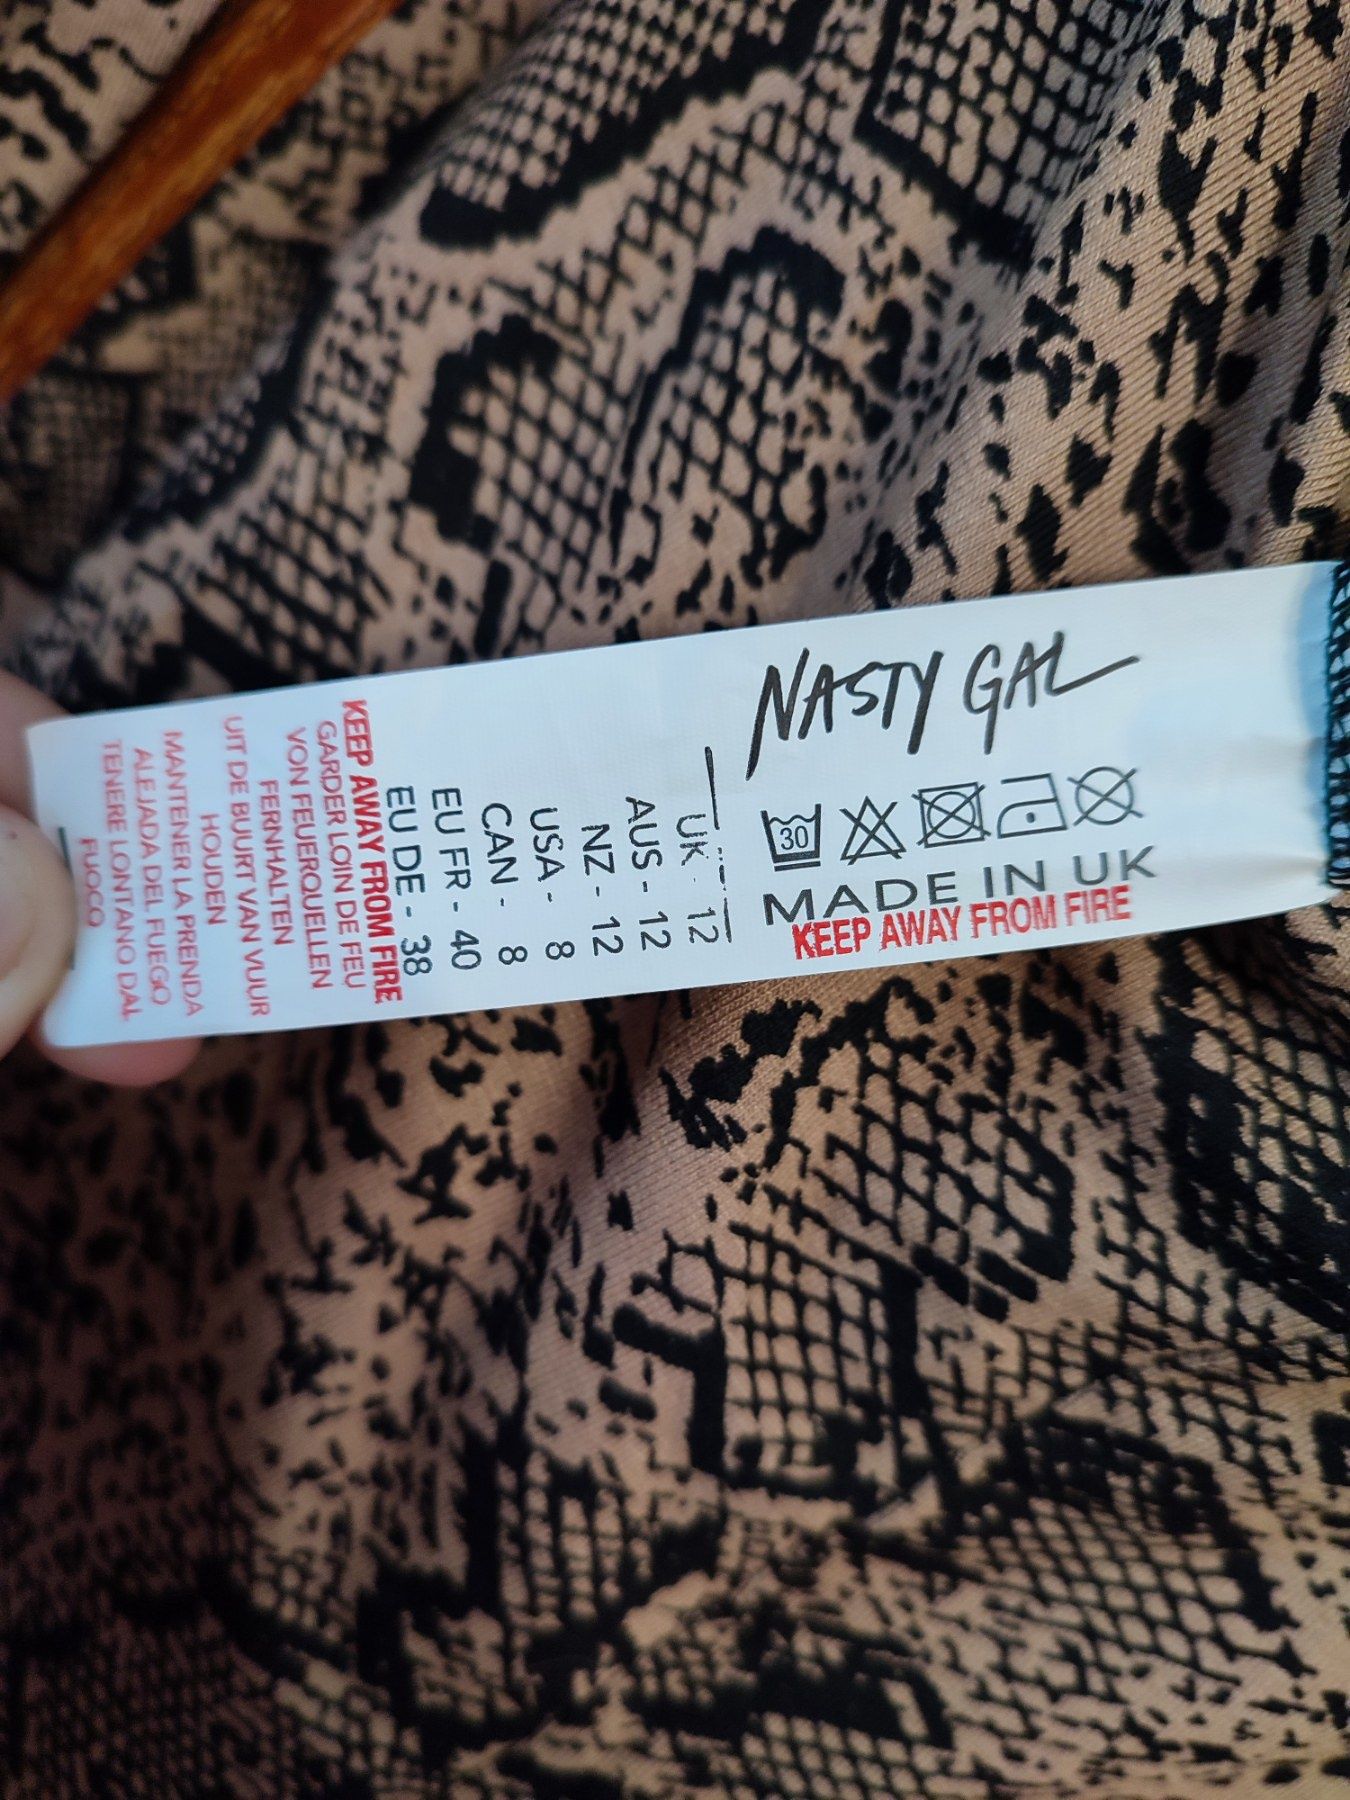 NASTY GAL
30
MADE IN UK
KEEP AWAY FROM FIRE
UK - 12
AUS - 12
NZ - 12
USA - 8
CAN - 8
EU FR - 40
EU DE - 38
KEEP AWAY FROM FIRE
GARDER LOIN DE FEU
VON FEUERQUELLEN
FERNHALTEN
UIT DE BUURT VAN VUUR
HOUDEN
MANTENER LA PRENDA
ALEJADA DEL FUEGO
TENERE LONTANO DAL
FUOCO